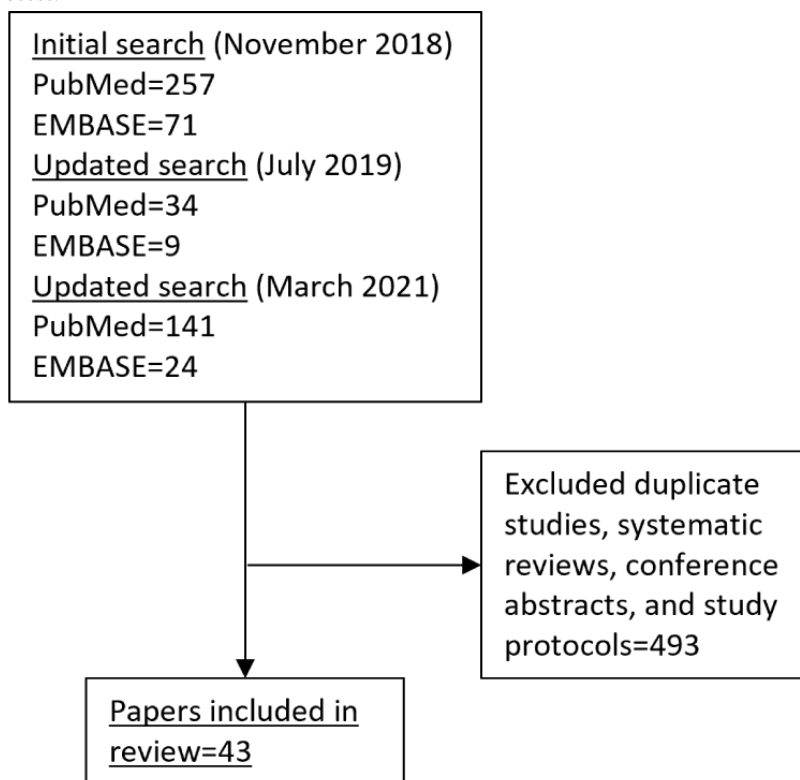 Initial search (November 2018)
PubMed=257
EMBASE=71
Updated search (July 2019)
PubMed=34
EMBASE=9
Updated search (March 2021)
PubMed=141
EMBASE=24
Excluded duplicate
studies, systematic
reviews, conference
abstracts, and study
protocols=493
Papers included in
review=43